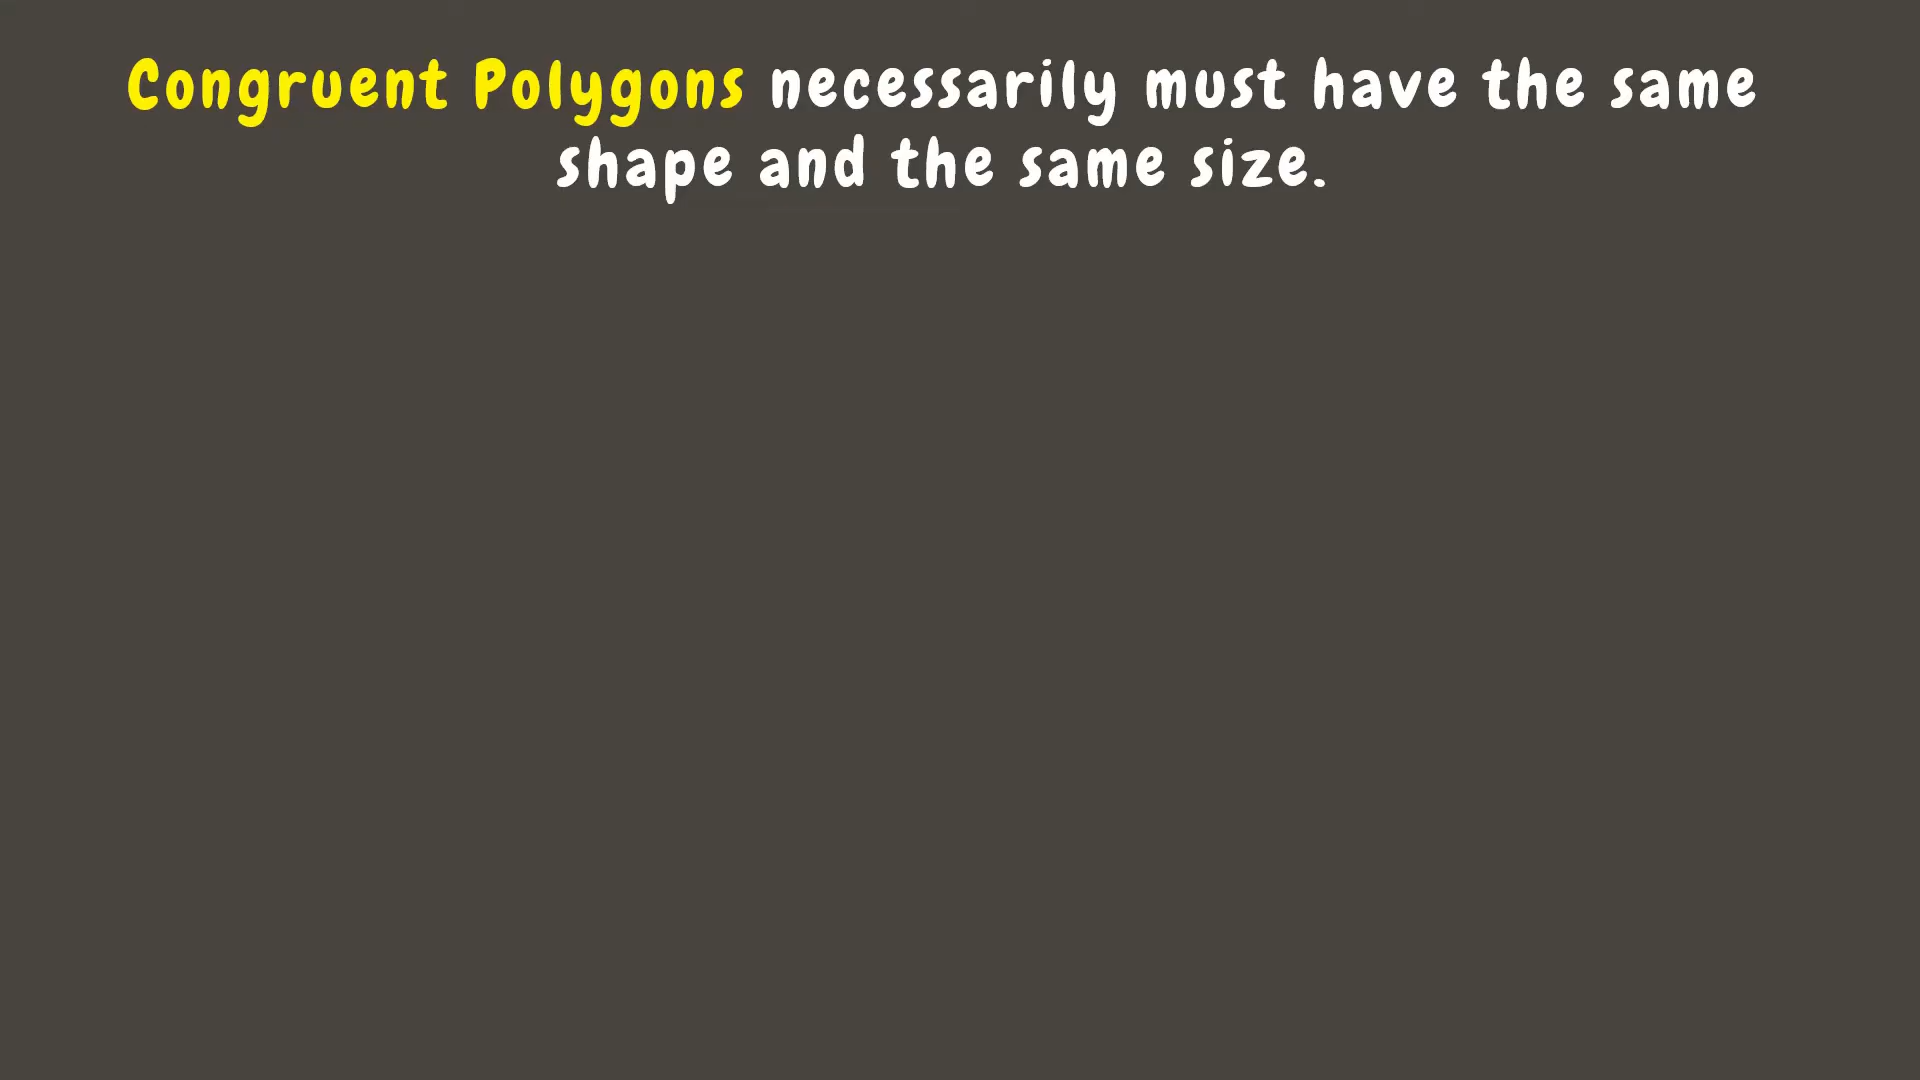 Congruent Polygons necessarily must have the same
shape and the same size.